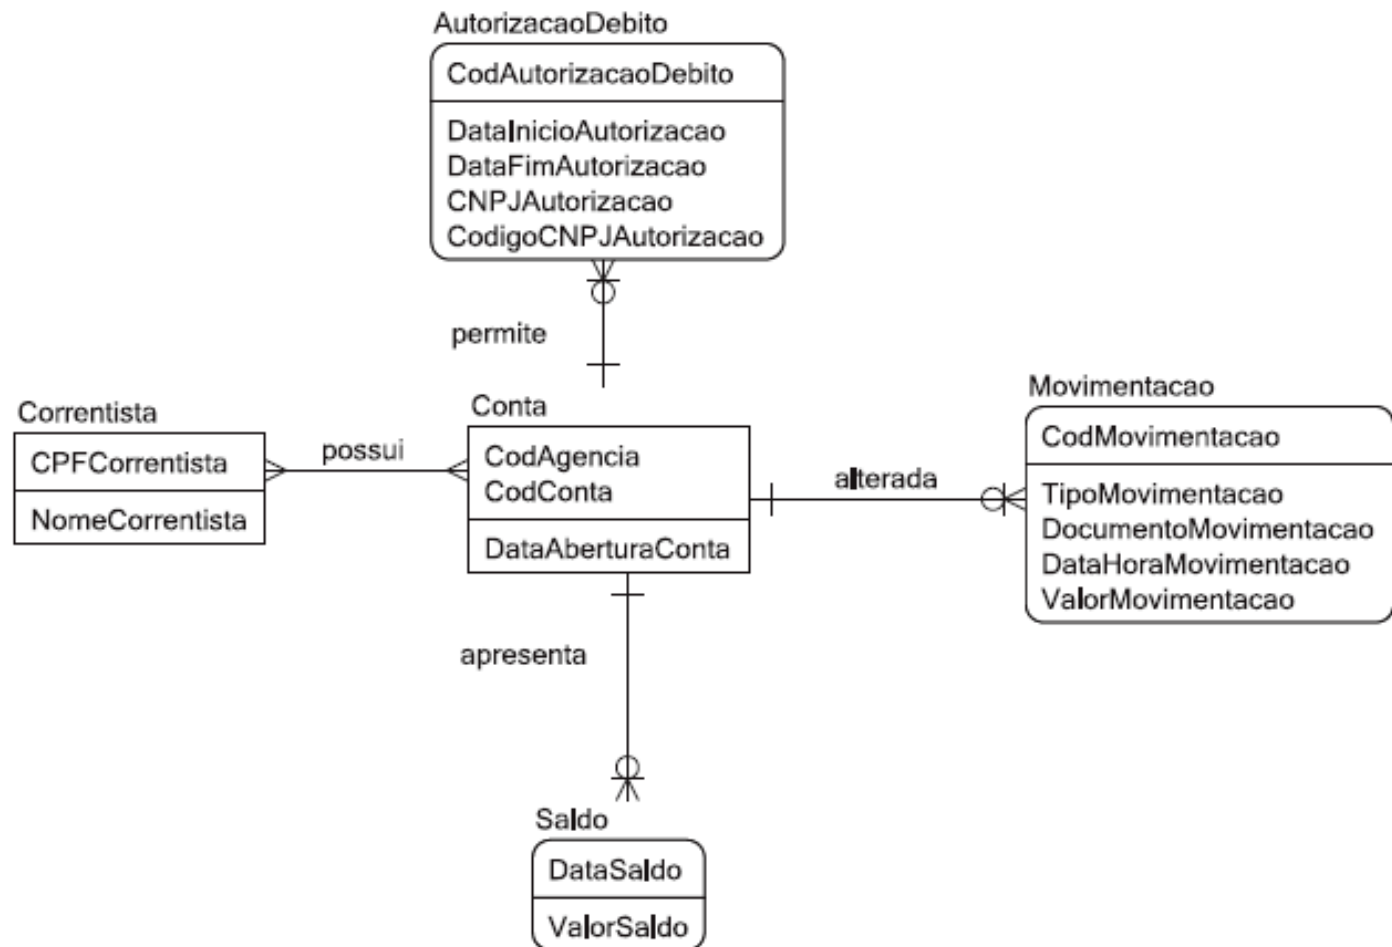 AutorizacaoDebito
CodAutorizacaoDebito
DataInicioAutorizacao
DataFimAutorizacao
CNPJAutorizacao
CodigoCNPJAutorizacao
permite
Correntista
CPFCorrentista
NomeCorrentista
possui
Conta
CodAgencia
CodConta
DataAberturaConta
alterada
Movimentacao
CodMovimentacao
TipoMovimentacao
DocumentoMovimentacao
DataHoraMovimentacao
ValorMovimentacao
apresenta
Saldo
DataSaldo
ValorSaldo